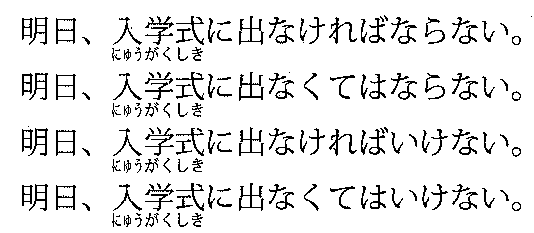 明日、入学式に出なければならない。
にゅうがくしき
明日、入学式に出なくてはならない。
にゅうがくしき
明日、入学式に出なければいけない。
にゅうがくしき
明日、入学式に出なくてはいけない。
にゅうがくしき